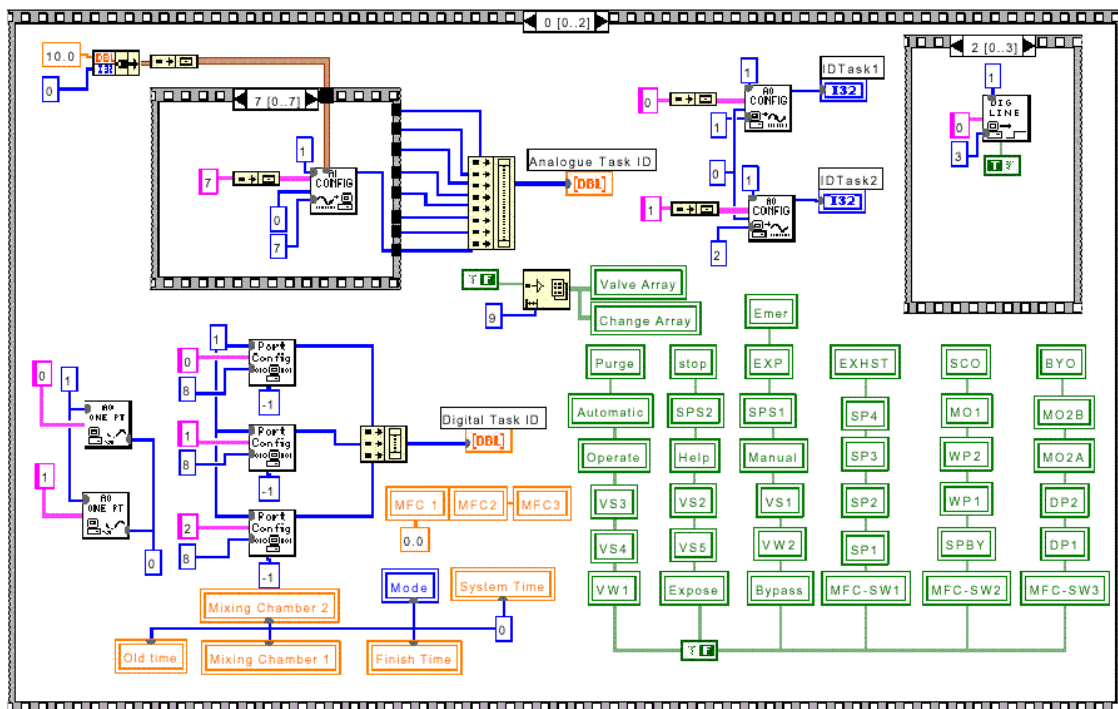 0 [0..2]
10.0
DBL
I32
0
7 [0..7]
1
AI
CONFIG
7
0
7
Analogue Task ID
[DBL]
1
0
AO
CONFIG
1
IDTask1
I32
0
1
1
AO
CONFIG
2
IDTask2
I32
2 [0..3]
1
DIG
LINE
0
3
T F
T F
9
Valve Array
Change Array
0
1
AO
ONE PT
1
AO
ONE PT
0
1
0
Port
Config
8
-1
1
Port
Config
8
-1
2
Port
Config
8
-1
Digital Task ID
[DBL]
MFC 1
MFC2
MFC3
0.0
Mixing Chamber 2
Mode
System Time
0
Old time
Mixing Chamber 1
Finish Time
Emer
Purge
stop
EXP
EXHST
SCO
BYO
Automatic
SPS2
SPS1
SP4
MO1
MO2B
Operate
Help
Manual
SP3
WP2
MO2A
VS3
VS2
VS1
SP2
WP1
DP2
VS4
VS5
VW2
SP1
SPBY
DP1
VW1
Expose
Bypass
MFC-SW1
MFC-SW2
MFC-SW3
T F